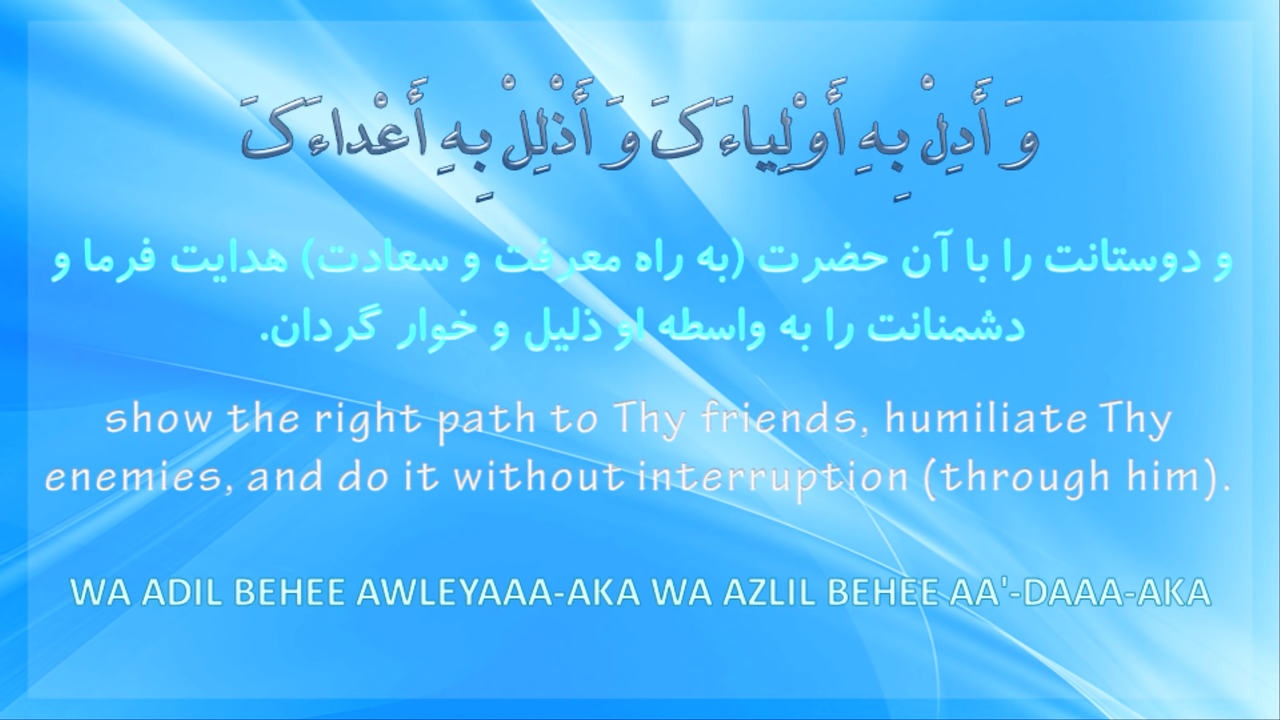 وَ أَدِلْ بِهِ أَوْلِياءَکَ وَ أَذْلِلْ بِهِ أَعْداءَکَ
و دوستانت را با آن حضرت (به راه معرفت و سعادت) هدایت فرما و
دشمنانت را به واسطه او ذلیل و خوار گردان.
show the right path to Thy friends, humiliate Thy
enemies, and do it without interruption (through him).
WA ADIL BEHEE AWLEYAAA-AKA WA AZLIL BEHEE AA'-DAAA-AKA